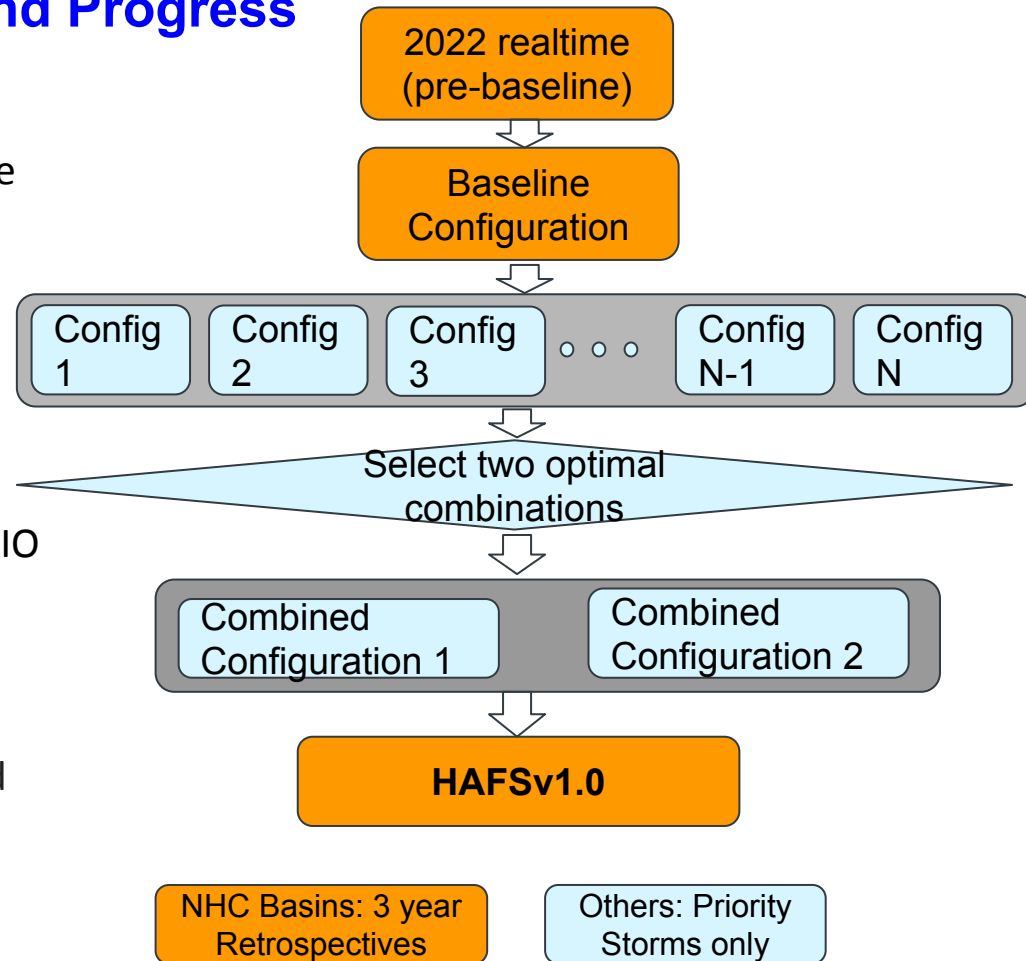 nd Progress
2022 realtime
(pre-baseline)
e
Baseline
Configuration
Config
1
Config
2
Config
3
Config
N-1
Config
N
Select two optimal
combinations
IO
Combined
Configuration 1
Combined
Configuration 2
d
HAFSv1.0
NHC Basins: 3 year
Retrospectives
Others: Priority
Storms only